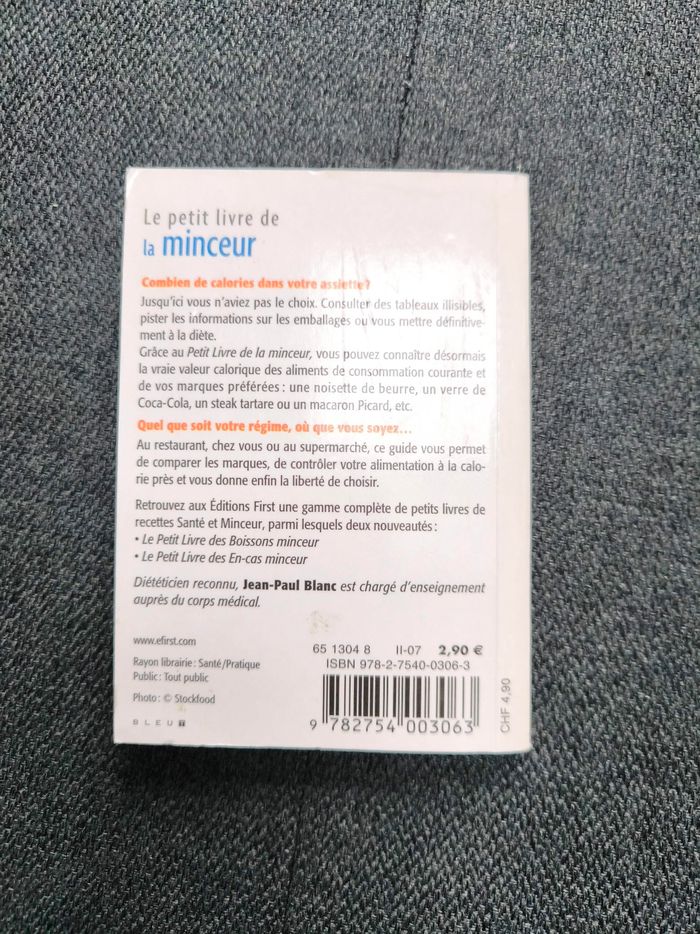 Le petit livre de
la minceur
Combien de calories dans votre assiette ?
Jusqu'ici vous n'aviez pas le choix. Consulter des tableaux illisibles,
pister les informations sur les emballages ou vous mettre définitive-
ment à la diète.
Grâce au Petit Livre de la minceur, vous pouvez connaître désormais
la vraie valeur calorique des aliments de consommation courante et
de vos marques préférées : une noisette de beurre, un verre de
Coca-Cola, un steak tartare ou un macaron Picard, etc.
Quel que soit votre régime, où que vous soyez...
Au restaurant, chez vous ou au supermarché, ce guide vous permet
de comparer les marques, de contrôler votre alimentation à la calo-
rie près et vous donne enfin la liberté de choisir.
Retrouvez aux Éditions First une gamme complète de petits livres de
recettes Santé et Minceur, parmi lesquels deux nouveautés :
• Le Petit Livre des Boissons minceur
• Le Petit Livre des En-cas minceur
Diététicien reconnu, Jean-Paul Blanc est chargé d'enseignement
auprès du corps médical.
www.efirst.com
Rayon librairie : Santé/Pratique
Public : Tout public
Photo : © Stockfood
BLEU T
65 1304 8 II-07 2,90 €
ISBN 978-2-7540-0306-3
9 782754 003063
CHF 4,90